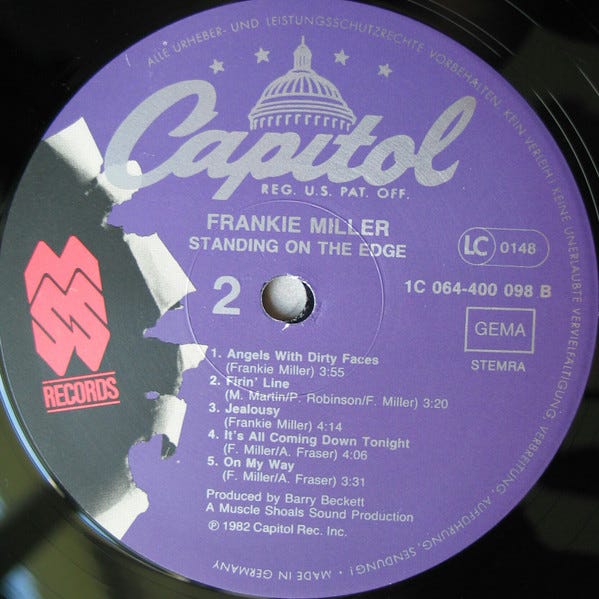 ALLE URHEBER- UND LEISTUNGSSCHUTZRECHTE VORBEHALTEN. KEIN VERLEIH! KEINE UNERLAUBTE VERVIELFÄLTIGUNG, VERBREITUNG, AUFFÜHRUNG, SENDUNG! • MADE IN GERMANY
Capitol
REG. U.S. PAT. OFF.
FRANKIE MILLER
STANDING ON THE EDGE
LC 0148
2
1C 064-400 098 B
GEMA
STEMRA
MSS
RECORDS
1. Angels With Dirty Faces
(Frankie Miller) 3:55
2. Firin' Line
(M. Martin/P. Robinson/F. Miller) 3:20
3. Jealousy
(Frankie Miller) 4:14
4. It's All Coming Down Tonight
(F. Miller/A. Fraser) 4:06
5. On My Way
(F. Miller/A. Fraser) 3:31
Produced by Barry Beckett
A Muscle Shoals Sound Production
℗ 1982 Capitol Rec. Inc.